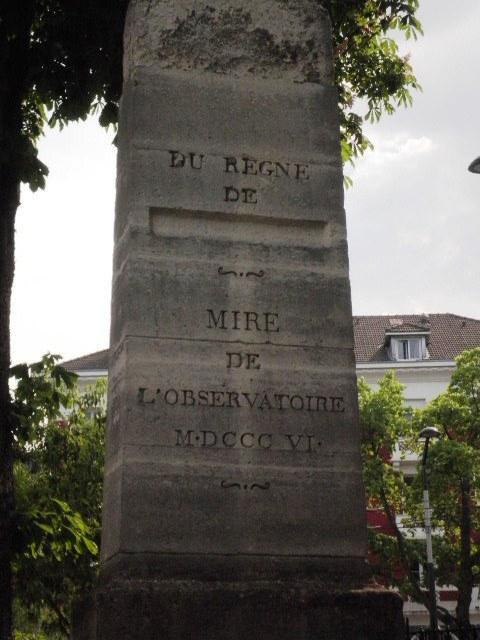 DU REGNE
DE
MIRE
DE
L'OBSERVATOIRE
M·DCCC VI·